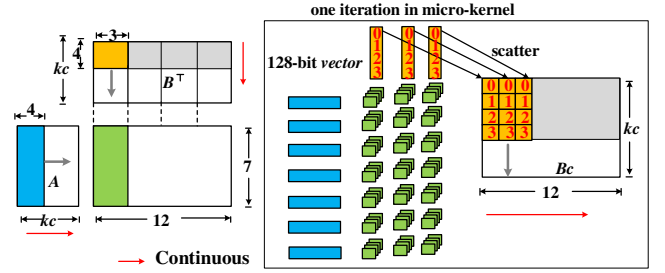 one iteration in micro-kernel
3
4
kc
B⊤
4
A
kc
7
12
Continuous
128-bit vector
0 0 0
1 1 1
2 2 2
3 3 3
scatter
0 0 0
1 1 1
2 2 2
3 3 3
kc
Bc
12